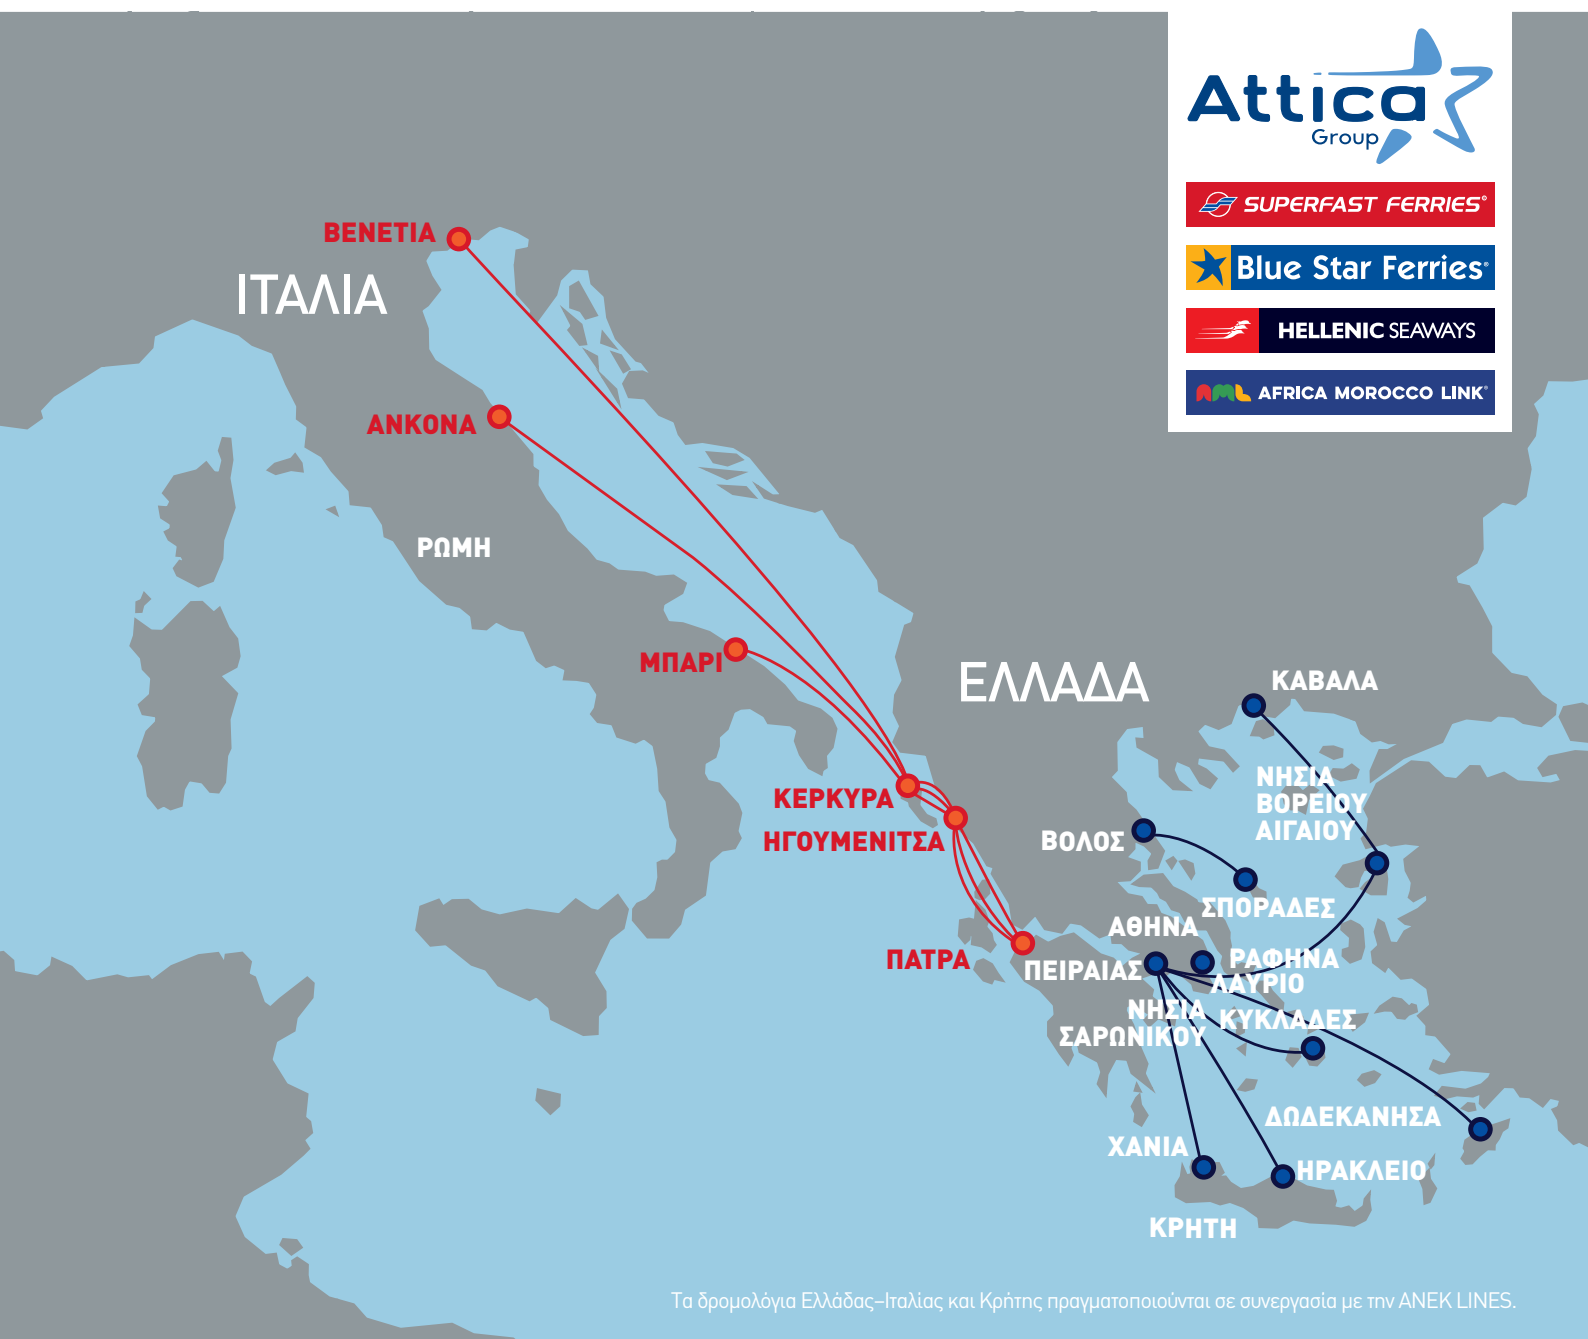 Attica
Group
SUPERFAST FERRIES
Blue Star Ferries
HELLENIC SEAWAYS
AML AFRICA MOROCCO LINK
ΒΕΝΕΤΙΑ
ΙΤΑΛΙΑ
ΑΝΚΟΝΑ
ΡΩΜΗ
ΜΠΑΡΙ
ΕΛΛΑΔΑ
ΚΑΒΑΛΑ
ΚΕΡΚΥΡΑ
ΗΓΟΥΜΕΝΙΤΣΑ
ΝΗΣΙΑ
ΒΟΡΕΙΟΥ
ΑΙΓΑΙΟΥ
ΒΟΛΟΣ
ΣΠΟΡΑΔΕΣ
ΑΘΗΝΑ
ΠΑΤΡΑ
ΠΕΙΡΑΙΑΣ
ΡΑΦΗΝΑ
ΛΑΥΡΙΟ
ΝΗΣΙΑ
ΣΑΡΩΝΙΚΟΥ
ΚΥΚΛΑΔΕΣ
ΔΩΔΕΚΑΝΗΣΑ
ΧΑΝΙΑ
ΗΡΑΚΛΕΙΟ
ΚΡΗΤΗ
Τα δρομολόγια Ελλάδας–Ιταλίας και Κρήτης πραγματοποιούνται σε συνεργασία με την ANEK LINES.